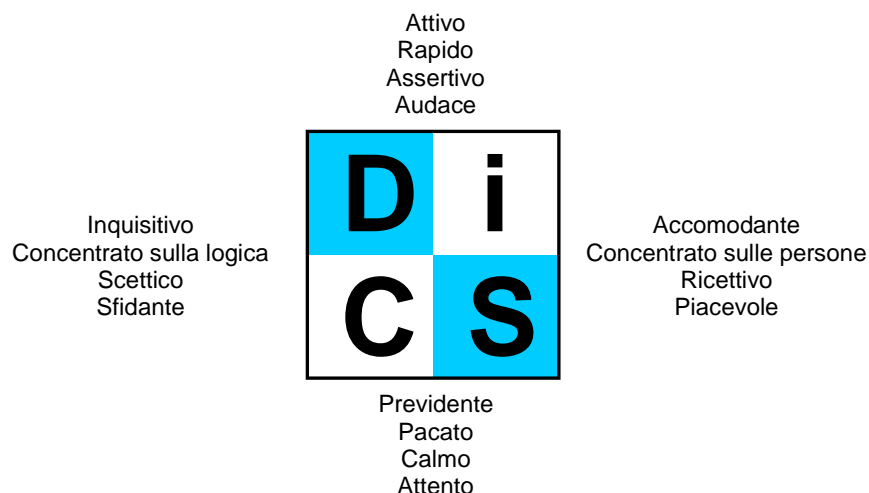 Attivo
Rapido
Assertivo
Audace
D i
Inquisitivo
Concentrato sulla logica
Scettico
Sfidante
Accomodante
Concentrato sulle persone
Ricettivo
Piacevole
C S
Previdente
Pacato
Calmo
Attento